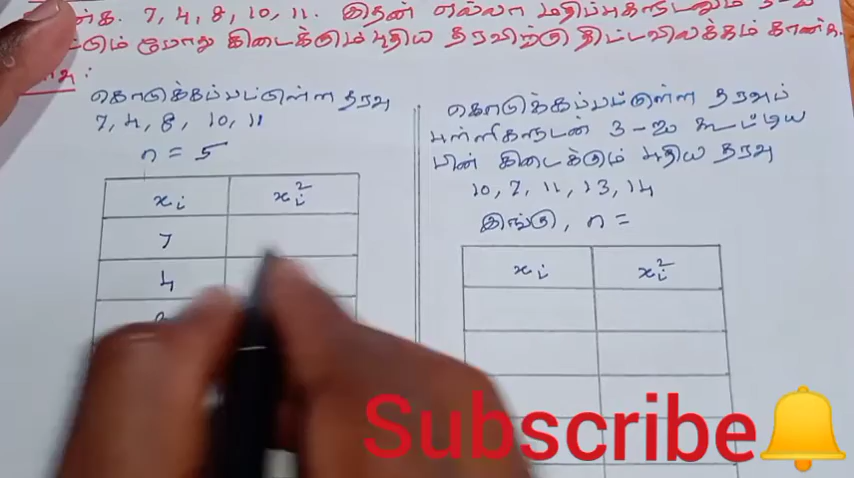 7, 4, 8, 10, 11. இதன் எல்லா மதிப்புகளுடனும் 3-ஐ
போது கிடைக்கும் புதிய தரவிற்கு திட்டவிலக்கம் காண்க.
கொடுக்கப்பட்டுள்ள தரவு
7, 4, 8, 10, 11
n = 5
xi xi²
7
4
கொடுக்கப்பட்டுள்ள தரவுப்
புள்ளிகளுடன் 3-ஐ கூட்டிய
பின் கிடைக்கும் புதிய தரவு
10, 7, 11, 13, 14
இங்கு, n =
xi xi²
Subscribe